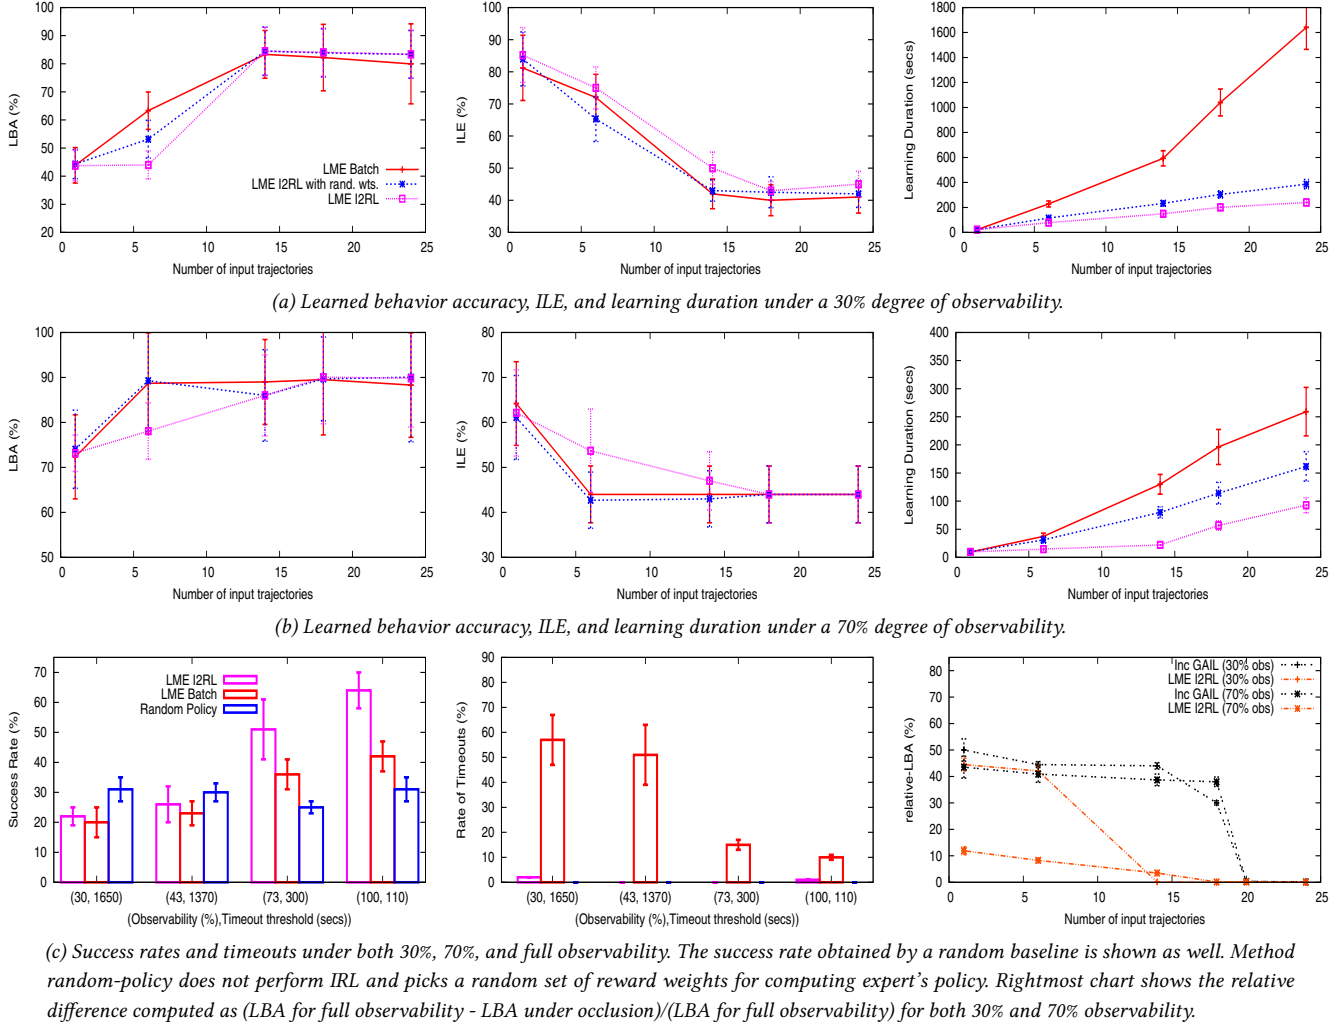 100
90
80
70
60
50
40
30
20
LBA (%)
0 5 10 15 20 25
Number of input trajectories
LME Batch
LME I2RL with rand. wts.
LME I2RL
100
90
80
70
60
50
40
30
ILE (%)
0 5 10 15 20 25
Number of input trajectories
1800
1600
1400
1200
1000
800
600
400
200
0
Learning Duration (secs)
0 5 10 15 20 25
Number of input trajectories
(a) Learned behavior accuracy, ILE, and learning duration under a 30% degree of observability.
100
90
80
70
60
50
LBA (%)
0 5 10 15 20 25
Number of input trajectories
80
70
60
50
40
30
ILE (%)
0 5 10 15 20 25
Number of input trajectories
400
350
300
250
200
150
100
50
0
Learning Duration (secs)
0 5 10 15 20 25
Number of input trajectories
(b) Learned behavior accuracy, ILE, and learning duration under a 70% degree of observability.
70
60
50
40
30
20
10
0
Success Rate (%)
LME I2RL
LME Batch
Random Policy
(30, 1650) (43, 1370) (73, 300) (100, 110)
(Observability (%),Timeout threshold (secs))
90
80
70
60
50
40
30
20
10
0
Rate of Timeouts (%)
(30, 1650) (43, 1370) (73, 300) (100, 110)
(Observability (%),Timeout threshold (secs))
80
70
60
50
40
30
20
10
0
relative-LBA (%)
Inc GAIL (30% obs)
LME I2RL (30% obs)
Inc GAIL (70% obs)
LME I2RL (70% obs)
0 5 10 15 20 25
Number of input trajectories
(c) Success rates and timeouts under both 30%, 70%, and full observability. The success rate obtained by a random baseline is shown as well. Method
random-policy does not perform IRL and picks a random set of reward weights for computing expert's policy. Rightmost chart shows the relative
difference computed as (LBA for full observability - LBA under occlusion)/(LBA for full observability) for both 30% and 70% observability.